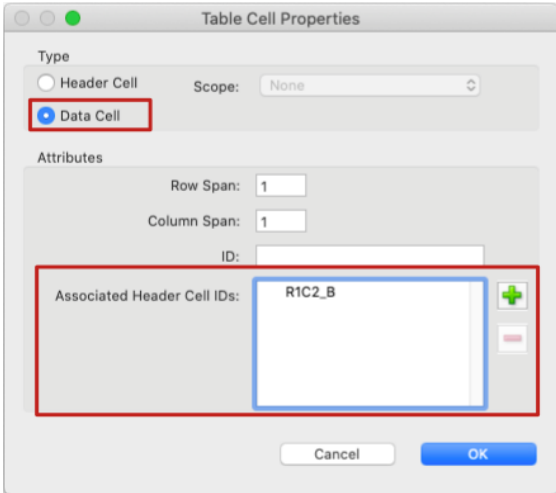 Table Cell Properties
Type
Header Cell
Scope: None
Data Cell
Attributes
Row Span: 1
Column Span: 1
ID:
Associated Header Cell IDs: R1C2_B
Cancel OK